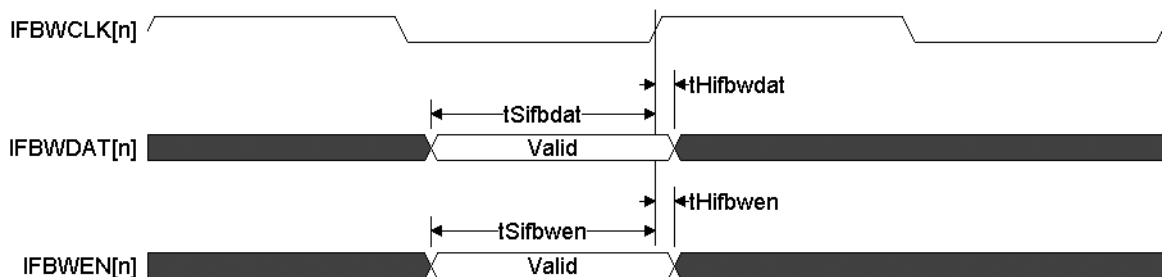 IFBWCLK[n]
tHifbwdat
tSifbdat
IFBWDAT[n]
Valid
tHifbwen
tSifbwen
IFBWEN[n]
Valid